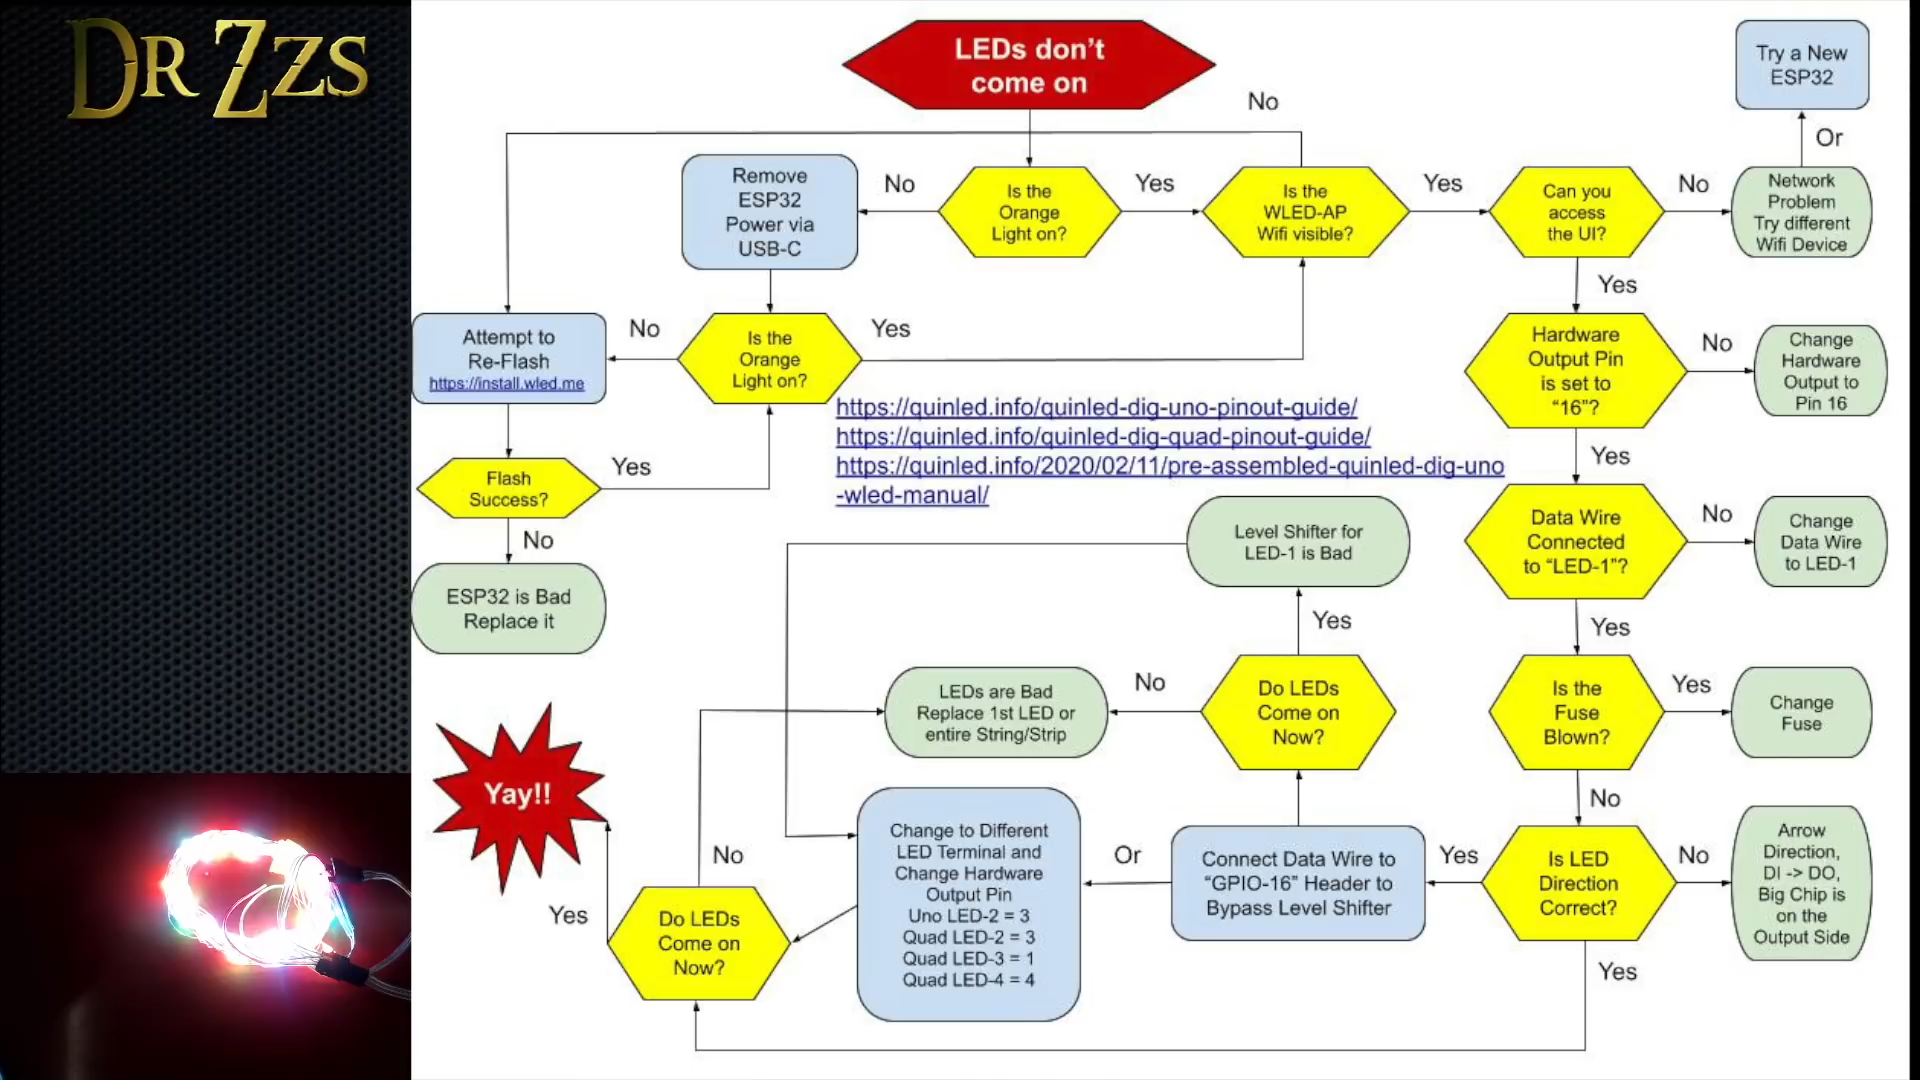 DR ZZS
LEDs don't
come on
No
Try a New
ESP32
Or
Remove
ESP32
Power via
USB-C
No
Is the
Orange
Light on?
Yes
Is the
WLED-AP
Wifi visible?
Yes
Can you
access
the UI?
No
Network
Problem
Try different
Wifi Device
Yes
Attempt to
Re-Flash
https://install.wled.me
No
Is the
Orange
Light on?
Yes
Hardware
Output Pin
is set to
"16"?
No
Change
Hardware
Output to
Pin 16
https://quinled.info/quinled-dig-uno-pinout-guide/
https://quinled.info/quinled-dig-quad-pinout-guide/
https://quinled.info/2020/02/11/pre-assembled-quinled-dig-uno
-wled-manual/
Yes
Flash
Success?
Yes
No
ESP32 is Bad
Replace it
Level Shifter for
LED-1 is Bad
Data Wire
Connected
to "LED-1"?
No
Change
Data Wire
to LED-1
Yes
Yes
LEDs are Bad
Replace 1st LED or
entire String/Strip
No
Do LEDs
Come on
Now?
Is the
Fuse
Blown?
Yes
Change
Fuse
No
Yay!!
Yes
No
Do LEDs
Come on
Now?
Change to Different
LED Terminal and
Change Hardware
Output Pin
Uno LED-2 = 3
Quad LED-2 = 3
Quad LED-3 = 1
Quad LED-4 = 4
Or
Connect Data Wire to
"GPIO-16" Header to
Bypass Level Shifter
Yes
Is LED
Direction
Correct?
No
Arrow
Direction,
DI -> DO,
Big Chip is
on the
Output Side
Yes